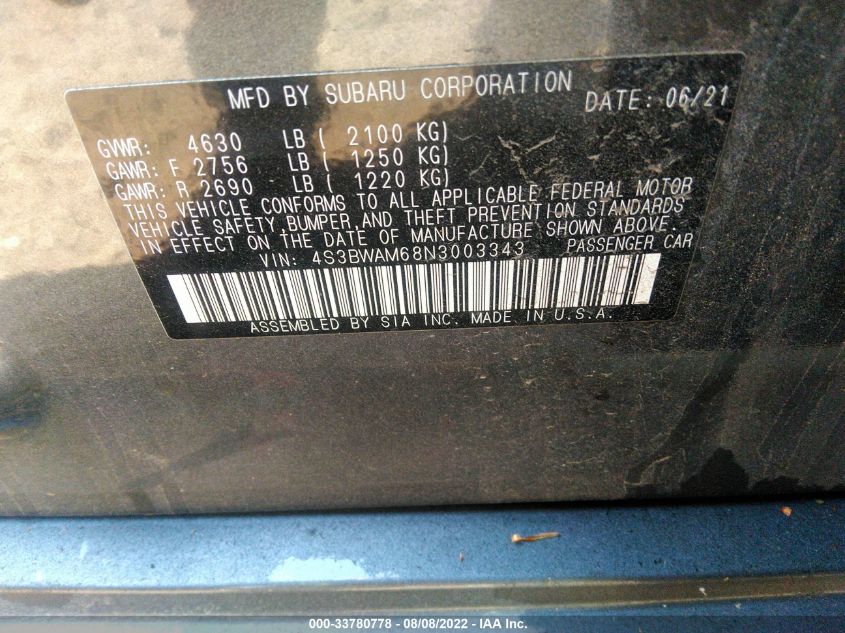 MFD BY SUBARU CORPORATION DATE: 06/21
GVWR: 4630 LB ( 2100 KG)
GAWR: F 2756 LB ( 1250 KG)
GAWR: R 2690 LB ( 1220 KG)
THIS VEHICLE CONFORMS TO ALL APPLICABLE FEDERAL MOTOR
VEHICLE SAFETY,BUMPER AND THEFT PREVENTION STANDARDS
IN EFFECT ON THE DATE OF MANUFACTURE SHOWN ABOVE.
VIN: 4S3BWAM68N3003343 PASSENGER CAR
ASSEMBLED BY SIA INC. MADE IN U.S.A.
000-33780778 - 08/08/2022 - IAA Inc.